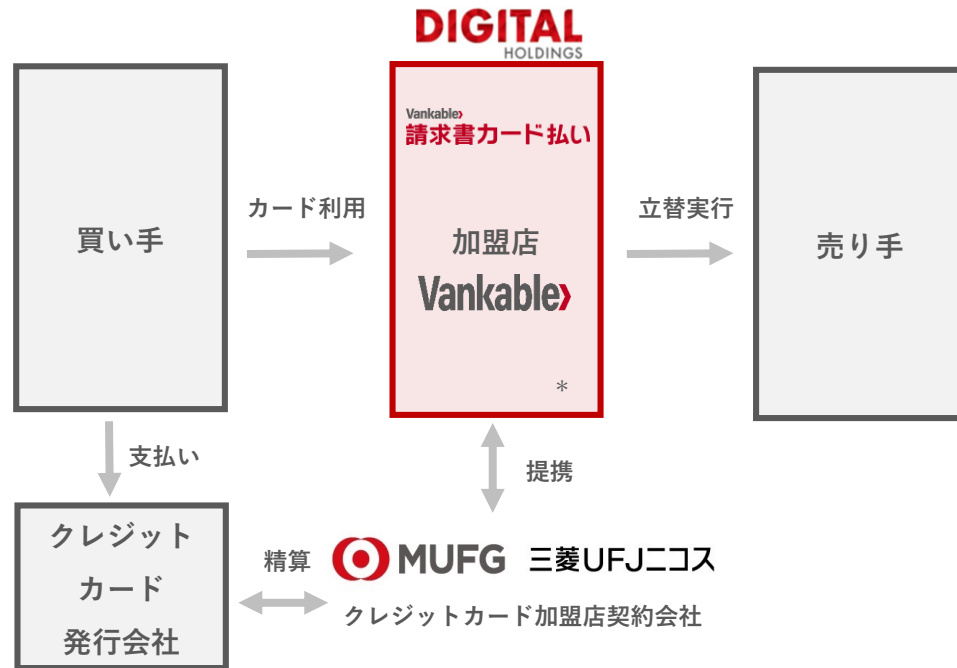 DIGITAL
HOLDINGS
Vankable
請求書カード払い
買い手
カード利用
加盟店
Vankable
立替実行
売り手
*
支払い
提携
クレジット
カード
発行会社
精算
MUFG 三菱UFJニコス
クレジットカード加盟店契約会社